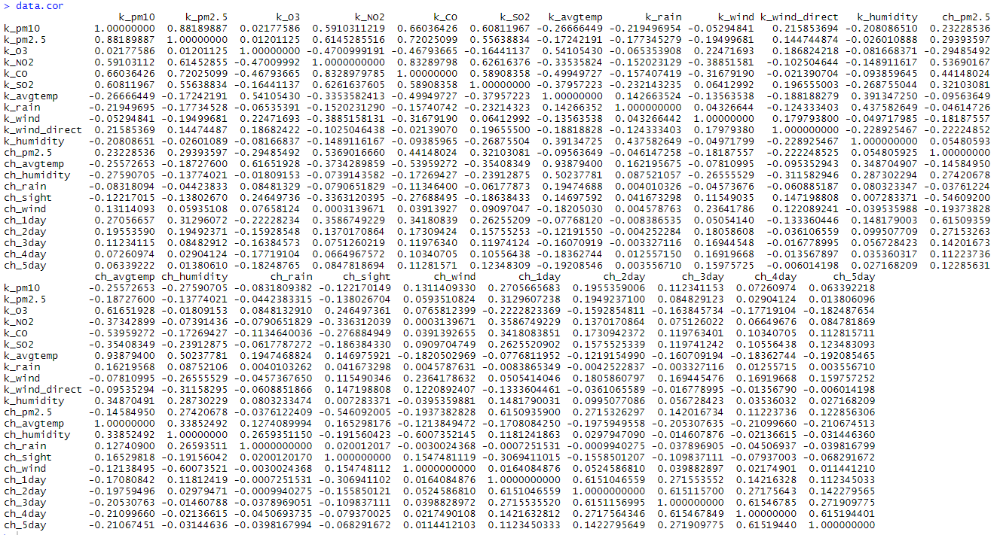 > data.cor
k_pm10 k_pm2.5 k_O3 k_NO2 k_CO k_SO2 k_avgtemp k_rain k_wind k_wind_direct k_humidity ch_pm2.5
k_pm10 1.00000000 0.88189887 0.02177586 0.5910311219 0.66036426 0.60811967 -0.26666449 -0.219496954 -0.05294841 0.215853694 -0.208086510 0.23228536
k_pm2.5 0.88189887 1.00000000 0.01201125 0.6145285516 0.72025099 0.55638834 -0.17242191 -0.177345279 -0.19499681 0.144744874 -0.026010888 0.29393597
k_O3 0.02177586 0.01201125 1.00000000 -0.4700999191 -0.46793665 -0.16441137 0.54105430 -0.065353908 0.22471693 0.186824218 -0.081668371 -0.29485492
k_NO2 0.59103112 0.61452855 -0.47009992 1.0000000000 0.83289798 0.62616376 -0.33535824 -0.152023129 -0.38851581 -0.102504644 -0.148911617 0.53690167
k_CO 0.66036426 0.72025099 -0.46793665 0.8328979785 1.00000000 0.58908358 -0.49949727 -0.157407419 -0.31679190 -0.021390704 -0.093859645 0.44148024
k_SO2 0.60811967 0.55638834 -0.16441137 0.6261637605 0.58908358 1.00000000 -0.37957223 -0.232143235 0.06412992 0.196555003 -0.268755044 0.32103081
k_avgtemp -0.26666449 -0.17242191 0.54105430 -0.3353582413 -0.49949727 -0.37957223 1.00000000 0.142663524 -0.13563538 -0.188188279 0.391347250 -0.09563649
k_rain -0.21949695 -0.17734528 -0.06535391 -0.1520231290 -0.15740742 -0.23214323 0.14266352 1.000000000 0.04326644 -0.124333403 0.437582649 -0.04614726
k_wind -0.05294841 -0.19499681 0.22471693 -0.3885158131 -0.31679190 0.06412992 -0.13563538 0.043266442 1.00000000 0.179793800 -0.049717985 -0.18187557
k_wind_direct 0.21585369 0.14474487 0.18682422 -0.1025046438 -0.02139070 0.19655500 -0.18818828 -0.124333403 0.17979380 1.000000000 -0.228925467 -0.22224852
k_humidity -0.20808651 -0.02601089 -0.08166837 -0.1489116167 -0.09385965 -0.26875504 0.39134725 0.437582649 -0.04971799 -0.228925467 1.000000000 0.05480593
ch_pm2.5 0.23228536 0.29393597 -0.29485492 0.5369016660 0.44148024 0.32103081 -0.09563649 -0.046147258 -0.18187557 -0.222248525 0.054805925 1.00000000
ch_avgtemp -0.25572653 -0.18727600 0.61651928 -0.3734289859 -0.53959272 -0.35408349 0.93879400 0.162195675 -0.07810995 -0.095352943 0.348704907 -0.14584950
ch_humidity -0.27590705 -0.13774021 -0.01809153 -0.0739143582 -0.17269427 -0.23912875 0.50237781 0.087521057 -0.26555529 -0.311582946 0.287302294 0.27420678
ch_rain -0.08318094 -0.04423833 0.08481329 -0.0790651829 -0.11346400 -0.06177873 0.19474688 0.004010326 -0.04573676 -0.060885187 0.080323347 -0.03761224
ch_sight -0.12217015 -0.13802670 0.24649736 -0.3363120395 -0.27688495 -0.18638433 0.14697592 0.041673298 0.11549035 0.147198808 0.007283371 -0.54609200
ch_wind 0.13114093 0.05935108 0.07658124 0.0003139671 0.03913927 0.09097047 -0.18205030 0.004578763 0.23641786 0.122089241 -0.039535988 -0.19373828
ch_1day 0.27056657 0.31296072 -0.22228234 0.3586749229 0.34180839 0.26255209 -0.07768120 -0.008386535 0.05054140 -0.133360446 0.148179003 0.61509359
ch_2day 0.19553590 0.19492371 -0.15928548 0.1370170864 0.17309424 0.15755253 -0.12191550 -0.004252284 0.18058608 -0.036106559 0.099507709 0.27153263
ch_3day 0.11234115 0.08482912 -0.16384573 0.0751260219 0.11976340 0.11974124 -0.16070919 -0.003327116 0.16944548 -0.016778995 0.056728423 0.14201673
ch_4day 0.07260974 0.02904124 -0.17719104 0.0664967572 0.10340705 0.10556438 -0.18362744 0.012557150 0.16919668 -0.013567897 0.035360317 0.11223736
ch_5day 0.06339222 0.01380610 -0.18248765 0.0847818694 0.11281571 0.12348309 -0.19208546 0.003556710 0.15975725 -0.006014198 0.027168209 0.12285631
ch_avgtemp ch_humidity ch_rain ch_sight ch_wind ch_1day ch_2day ch_3day ch_4day ch_5day
k_pm10 -0.25572653 -0.27590705 -0.0831809382 -0.122170149 0.1311409330 0.2705665683 0.1955359006 0.112341153 0.07260974 0.063392218
k_pm2.5 -0.18727600 -0.13774021 -0.0442383315 -0.138026704 0.0593510824 0.3129607238 0.1949237100 0.084829123 0.02904124 0.013806096
k_O3 0.61651928 -0.01809153 0.0848132910 0.246497361 0.0765812399 -0.2222823369 -0.1592854811 -0.163845734 -0.17719104 -0.182487654
k_NO2 -0.37342899 -0.07391436 -0.0790651829 -0.336312039 0.0003139671 0.3586749229 0.1370170864 0.075126022 0.06649676 0.084781869
k_CO -0.53959272 -0.17269427 -0.1134640036 -0.276884949 0.0391392655 0.3418083851 0.1730942372 0.119763401 0.10340705 0.112815711
k_SO2 -0.35408349 -0.23912875 -0.0617787272 -0.186384330 0.0909704749 0.2625520902 0.1575525339 0.119741242 0.10556438 0.123483093
k_avgtemp 0.93879400 0.50237781 0.1947468824 0.146975921 -0.1820502969 -0.0776811952 -0.1219154990 -0.160709194 -0.18362744 -0.192085465
k_rain 0.16219568 0.08752106 0.0040103262 0.041673298 0.0045787631 -0.0083865349 -0.0042522837 -0.003327116 0.01255715 0.003556710
k_wind -0.07810995 -0.26555529 -0.0457367650 0.115490346 0.2364178632 0.0505414046 0.1805860797 0.169445476 0.16919668 0.159757252
k_wind_direct -0.09535294 -0.31158295 -0.0608851866 0.147198808 0.1220892407 -0.1333604461 -0.0361065589 -0.016778995 -0.01356790 -0.006014198
k_humidity 0.34870491 0.28730229 0.0803233474 0.007283371 -0.0395359881 0.1481790031 0.0995077086 0.056728423 0.03536032 0.027168209
ch_pm2.5 -0.14584950 0.27420678 -0.0376122409 -0.546092005 -0.1937382828 0.6150935900 0.2715326297 0.142016734 0.11223736 0.122856306
ch_avgtemp 1.00000000 0.33852492 0.1274089994 0.165298176 -0.1213849472 -0.1708084250 -0.1975949558 -0.205307635 -0.21099660 -0.210674513
ch_humidity 0.33852492 1.00000000 0.2659351150 -0.191560423 -0.6007352145 0.1181241863 0.0297947090 -0.014607876 -0.02136615 -0.031446360
ch_rain 0.12740900 0.26593511 1.0000000000 0.020012017 -0.0030024368 -0.0007251531 -0.0009940275 -0.037896905 -0.04506937 -0.039816799
ch_sight 0.16529818 -0.19156042 0.0200120170 1.000000000 0.1547481119 -0.3069411015 -0.1558501207 -0.109837111 -0.07937003 -0.068291672
ch_wind -0.12138495 -0.60073521 -0.0030024368 0.154748112 1.0000000000 0.0164084876 0.0524586810 0.039882897 0.02174901 0.011441210
ch_1day -0.17080842 0.11812419 -0.0007251531 -0.306941102 0.0164084876 1.0000000000 0.6151046559 0.271553552 0.14216328 0.112345033
ch_2day -0.19759496 0.02979471 -0.0009940275 -0.155850121 0.0524586810 0.6151046559 1.0000000000 0.615115700 0.27175643 0.142279565
ch_3day -0.20530763 -0.01460788 -0.0378969051 -0.109837111 0.0398828972 0.2715535520 0.6151156995 1.000000000 0.61546785 0.271909775
ch_4day -0.21099660 -0.02136615 -0.0450693735 -0.079370025 0.0217490108 0.1421632812 0.2717564346 0.615467849 1.00000000 0.615194401
ch_5day -0.21067451 -0.03144636 -0.0398167994 -0.068291672 0.0114412103 0.1123450333 0.1422795649 0.271909775 0.61519440 1.000000000